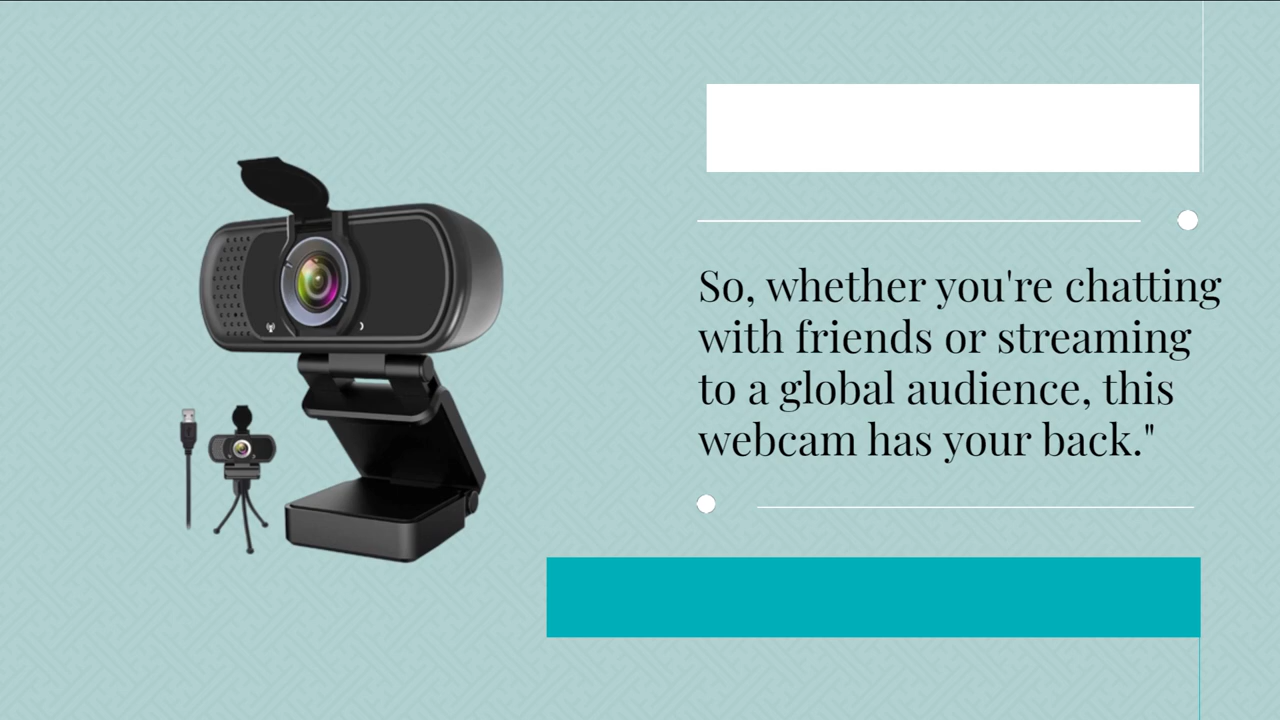 So, whether you're chatting
with friends or streaming
to a global audience, this
webcam has your back."